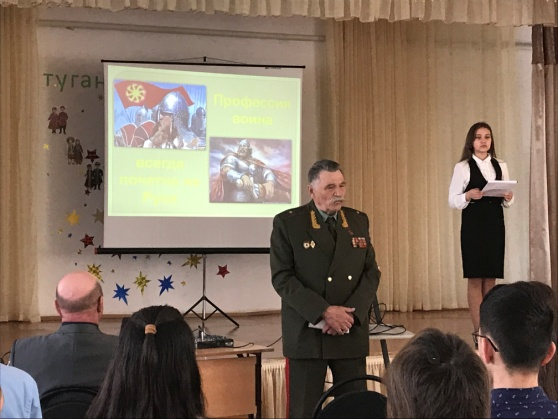 туган
Профессия
воина
всегда
почетна на
Руси